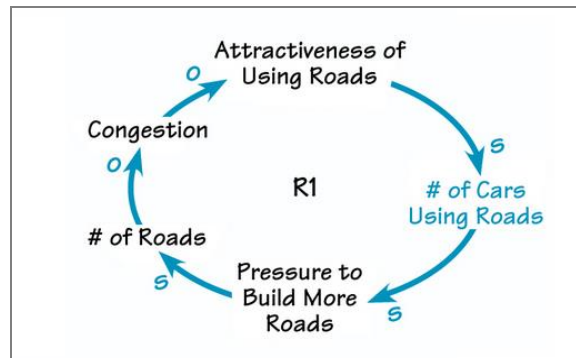 Attractiveness of
Using Roads
O
Congestion
S
O
R1
# of Cars
Using Roads
# of Roads
Pressure to
Build More
Roads
S
S